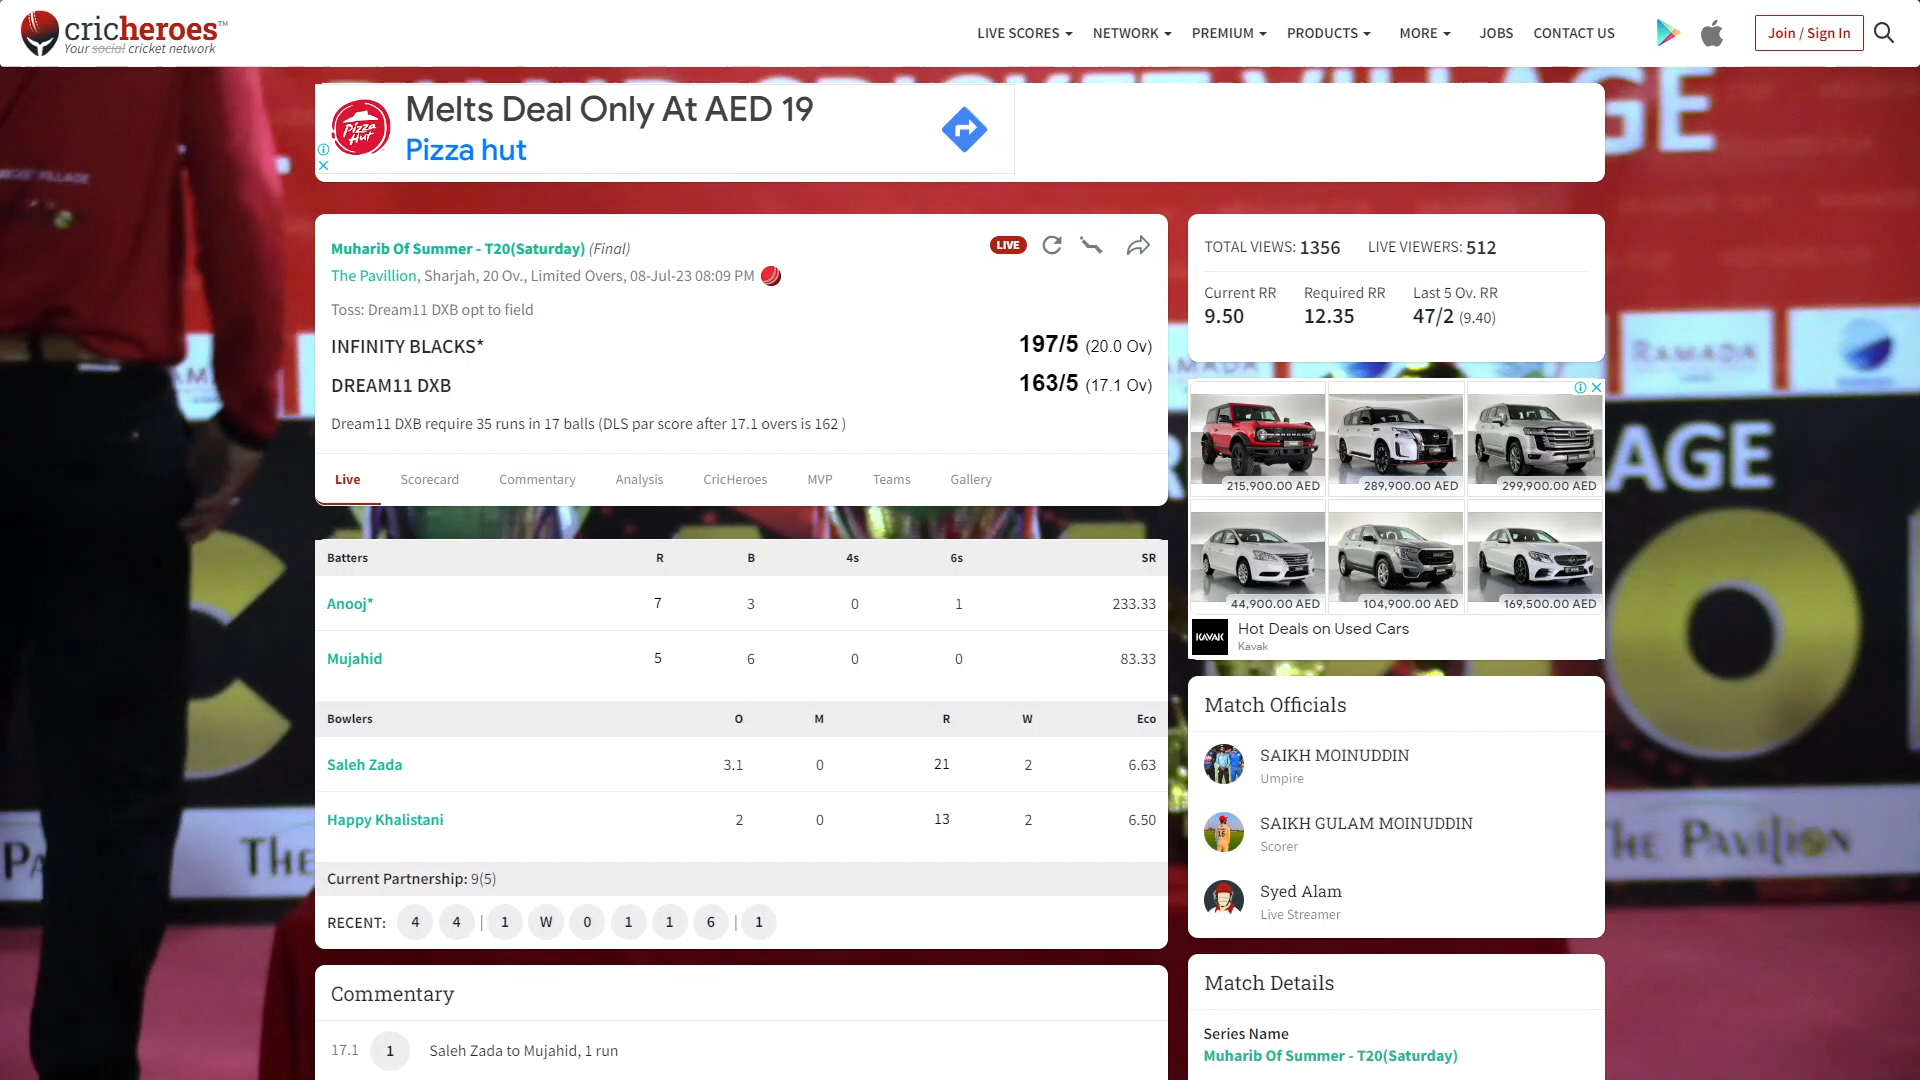 cricheroes™
Your social cricket network
LIVE SCORES NETWORK PREMIUM PRODUCTS MORE JOBS CONTACT US Join / Sign In
CRICKET VILLAGE
Melts Deal Only At AED 19
Pizza hut
Pizza Hut
Muharib Of Summer - T20(Saturday) (Final)
LIVE
The Pavillion, Sharjah, 20 Ov., Limited Overs, 08-Jul-23 08:09 PM
Toss: Dream11 DXB opt to field
INFINITY BLACKS* 197/5 (20.0 Ov)
DREAM11 DXB 163/5 (17.1 Ov)
Dream11 DXB require 35 runs in 17 balls (DLS par score after 17.1 overs is 162 )
Live Scorecard Commentary Analysis CricHeroes MVP Teams Gallery
Batters R B 4s 6s SR
Anooj* 7 3 0 1 233.33
Mujahid 5 6 0 0 83.33
Bowlers O M R W Eco
Saleh Zada 3.1 0 21 2 6.63
Happy Khalistani 2 0 13 2 6.50
Current Partnership: 9(5)
RECENT: 4 4 | 1 W 0 1 1 6 | 1
Commentary
17.1 1 Saleh Zada to Mujahid, 1 run
TOTAL VIEWS: 1356 LIVE VIEWERS: 512
Current RR Required RR Last 5 Ov. RR
9.50 12.35 47/2 (9.40)
215,900.00 AED 289,900.00 AED 299,900.00 AED
44,900.00 AED 104,900.00 AED 169,500.00 AED
KAVAK
Hot Deals on Used Cars
Kavak
Match Officials
SAIKH MOINUDDIN
Umpire
SAIKH GULAM MOINUDDIN
Scorer
Syed Alam
Live Streamer
Match Details
Series Name
Muharib Of Summer - T20(Saturday)
RAMADA
THE PAVILION